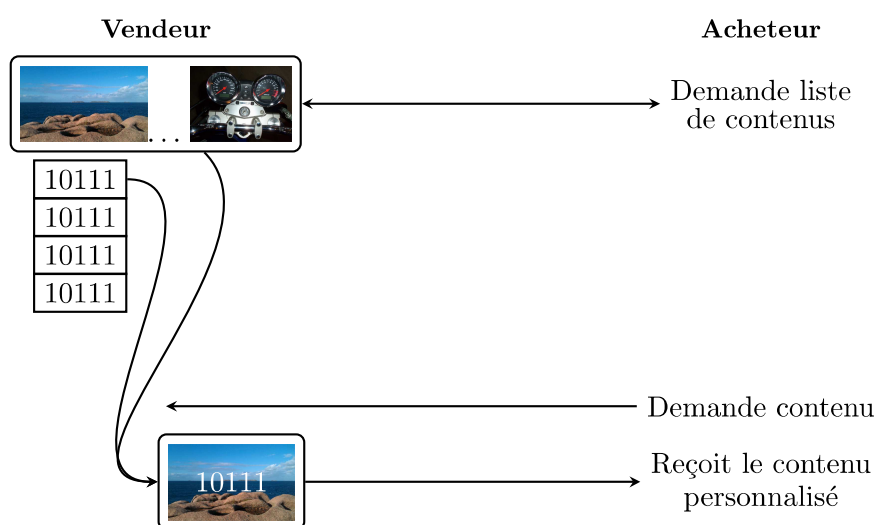 Vendeur
Acheteur
. . .
Demande liste
de contenus
10111
10111
10111
10111
Demande contenu
10111
Reçoit le contenu
personnalisé